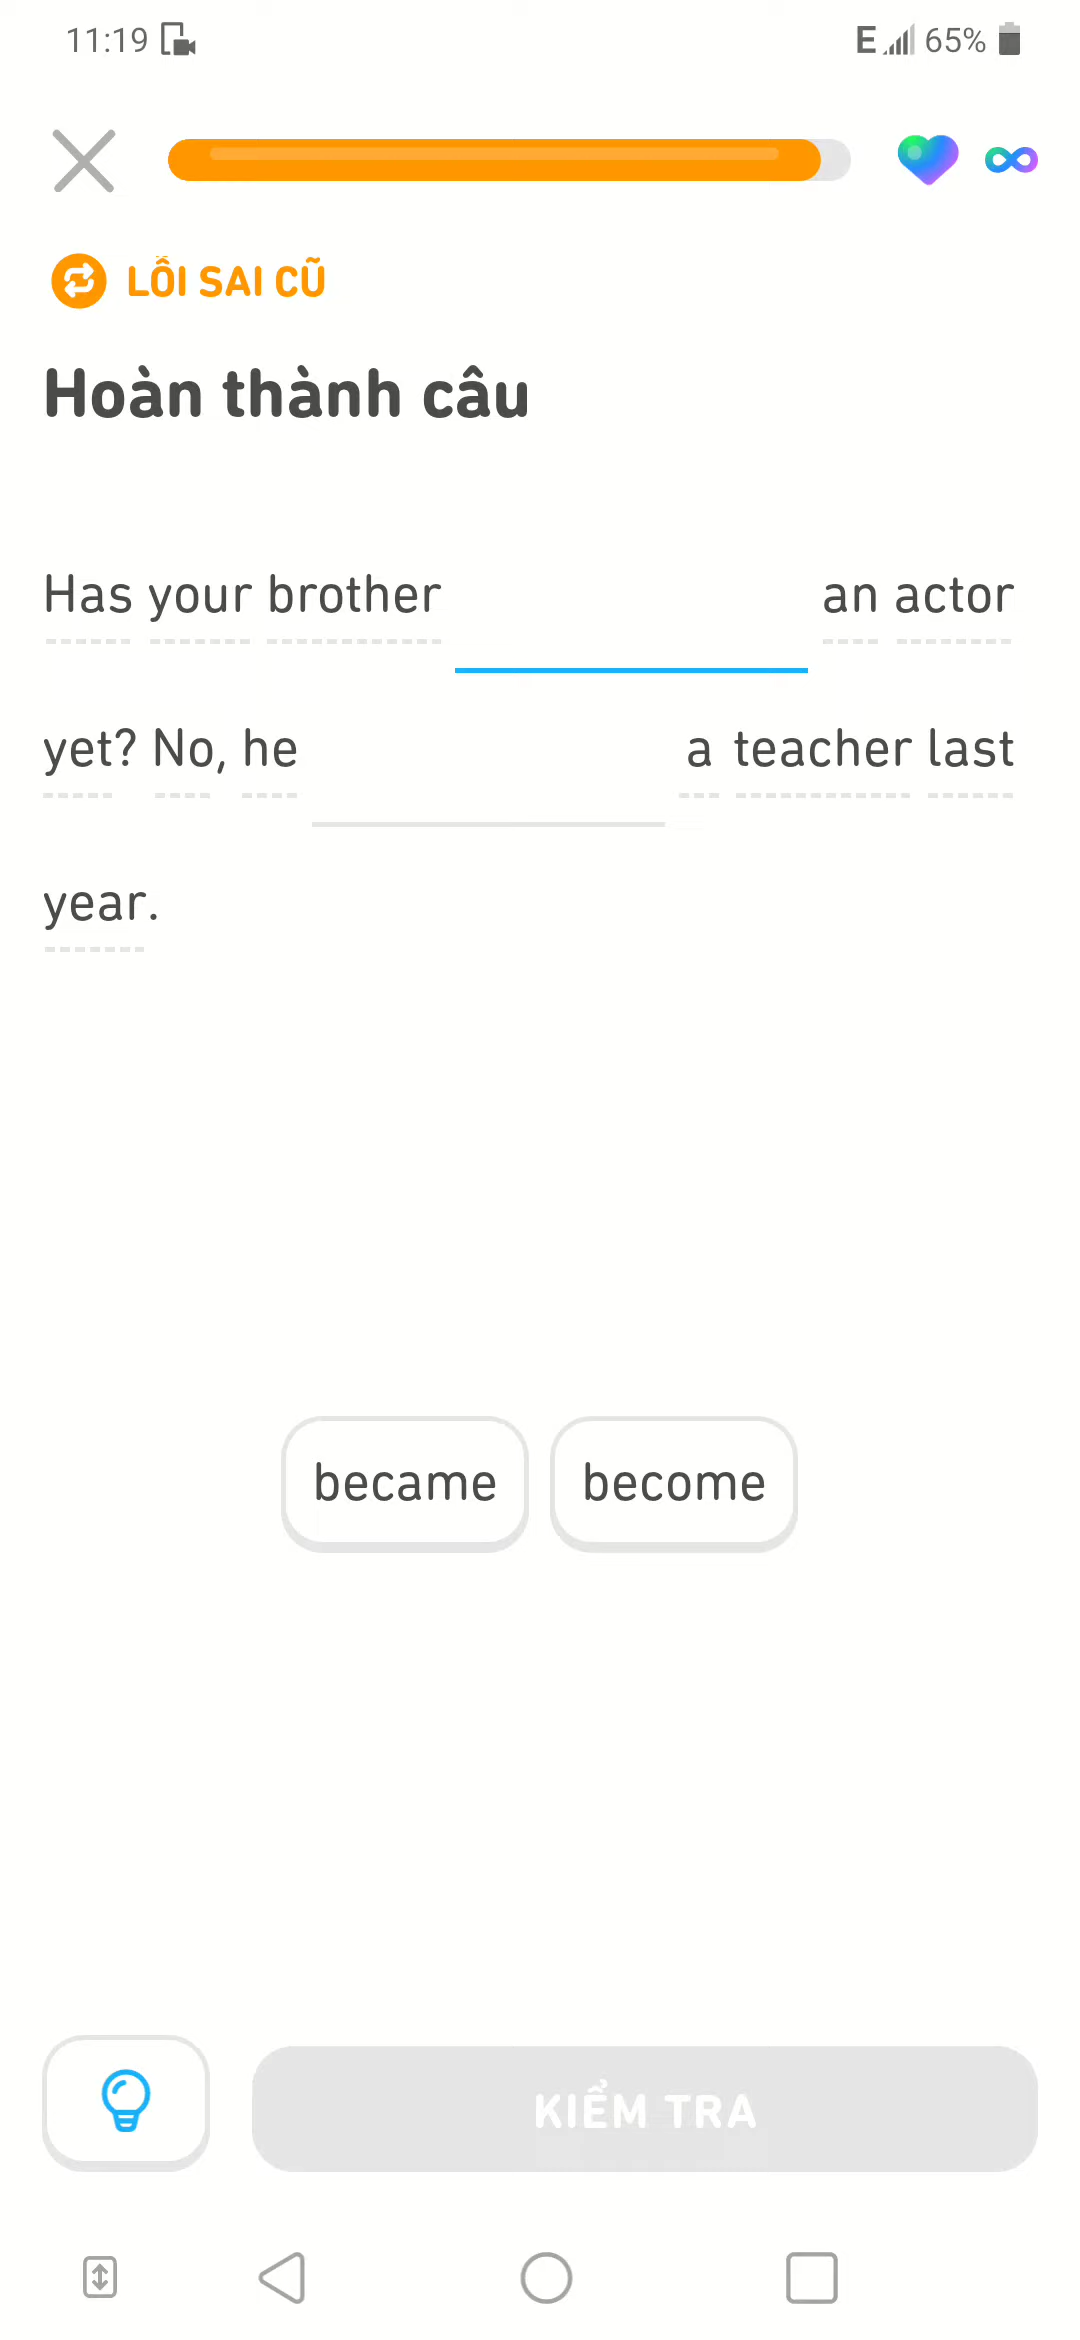 11:19 E 65%
LỖI SAI CŨ
Hoàn thành câu
Has your brother an actor
yet? No, he a teacher last
year.
became become
KIỂM TRA